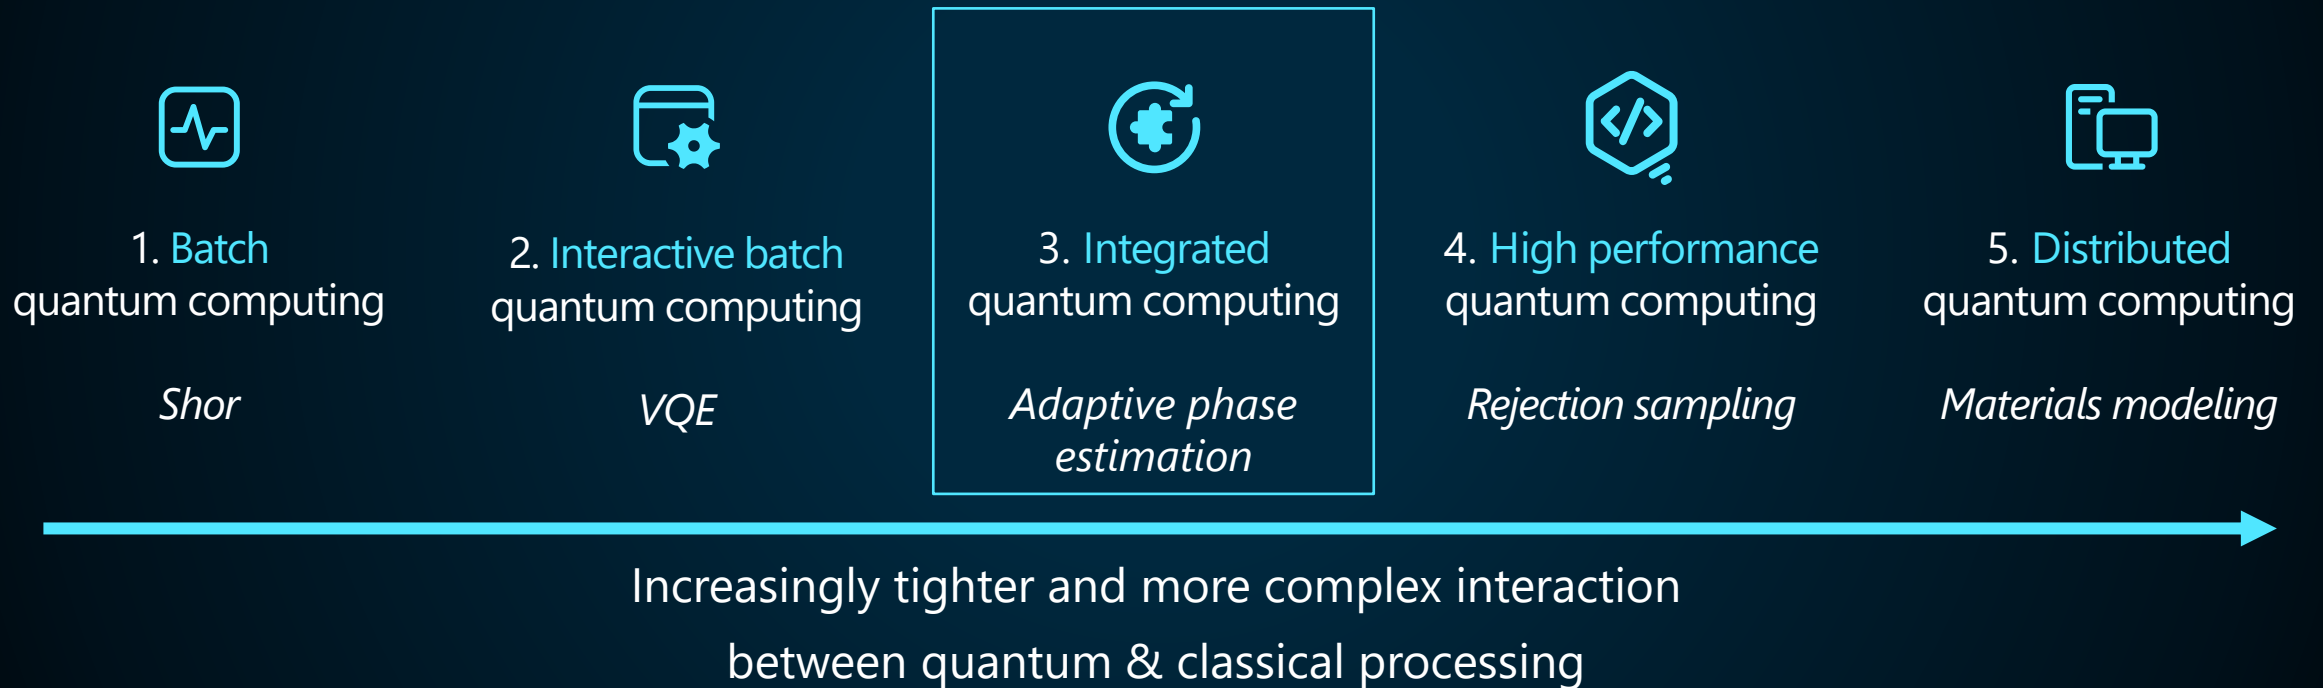 1. Batch
quantum computing
Shor
2. Interactive batch
quantum computing
VQE
3. Integrated
quantum computing
Adaptive phase
estimation
4. High performance
quantum computing
Rejection sampling
5. Distributed
quantum computing
Materials modeling
Increasingly tighter and more complex interaction
between quantum & classical processing